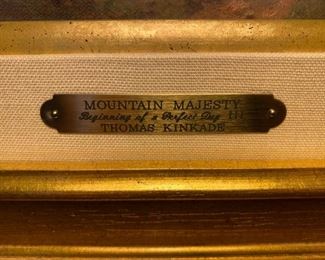 MOUNTAIN MAJESTY
Beginning of a Perfect Day III
THOMAS KINKADE